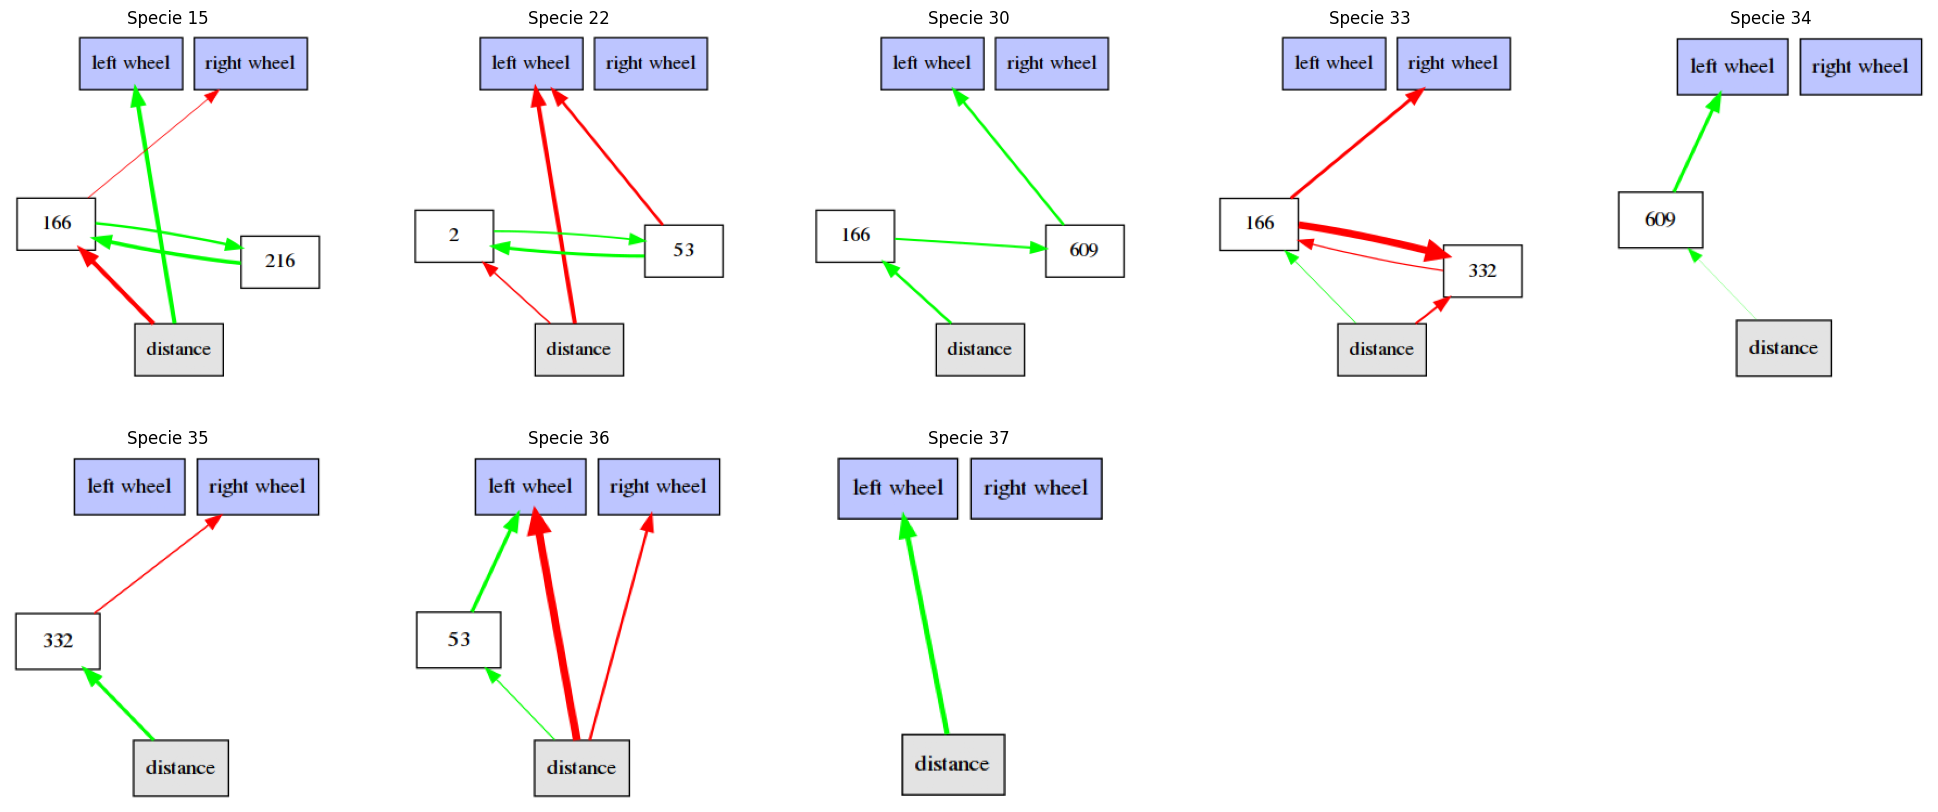 Specie 15
left wheel right wheel
166
216
distance
Specie 22
left wheel right wheel
2
53
distance
Specie 30
left wheel right wheel
166
609
distance
Specie 33
left wheel right wheel
166
332
distance
Specie 34
left wheel right wheel
609
distance
Specie 35
left wheel right wheel
332
distance
Specie 36
left wheel right wheel
53
distance
Specie 37
left wheel right wheel
distance